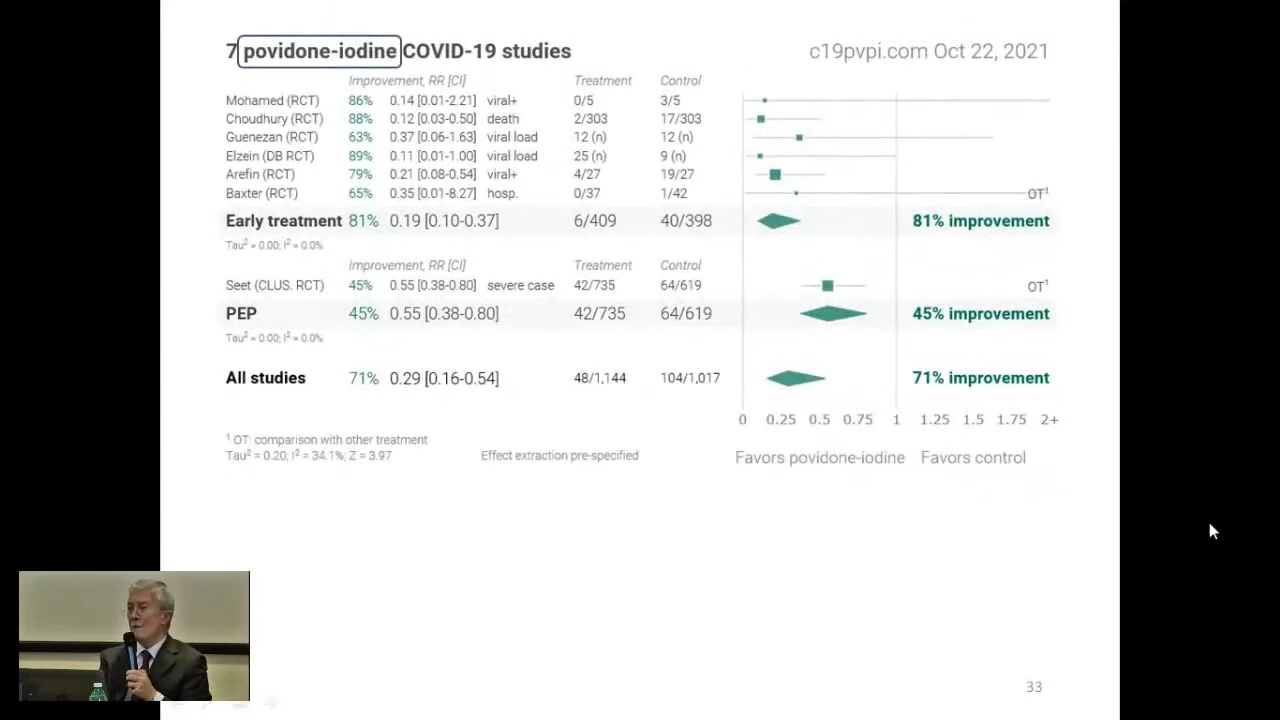 7 povidone-iodine COVID-19 studies c19pvpi.com Oct 22, 2021
Improvement, RR [CI] Treatment Control
Mohamed (RCT) 86% 0.14 [0.01-2.21] viral+ 0/5 3/5
Choudhury (RCT) 88% 0.12 [0.03-0.50] death 2/303 17/303
Guenezan (RCT) 63% 0.37 [0.06-1.63] viral load 12 (n) 12 (n)
Elzein (DB RCT) 89% 0.11 [0.01-1.00] viral load 25 (n) 9 (n)
Arefin (RCT) 79% 0.21 [0.08-0.54] viral+ 4/27 19/27
Baxter (RCT) 65% 0.35 [0.01-8.27] hosp. 0/37 1/42 OT¹
Early treatment 81% 0.19 [0.10-0.37] 6/409 40/398 81% improvement
Tau² = 0.00; I² = 0.0%
Improvement, RR [CI] Treatment Control
Seet (CLUS. RCT) 45% 0.55 [0.38-0.80] severe case 42/735 64/619 OT¹
PEP 45% 0.55 [0.38-0.80] 42/735 64/619 45% improvement
Tau² = 0.00; I² = 0.0%
All studies 71% 0.29 [0.16-0.54] 48/1,144 104/1,017 71% improvement
0 0.25 0.5 0.75 1 1.25 1.5 1.75 2+
¹ OT: comparison with other treatment
Tau² = 0.20; I² = 34.1%; Z = 3.97 Effect extraction pre-specified Favors povidone-iodine Favors control
33